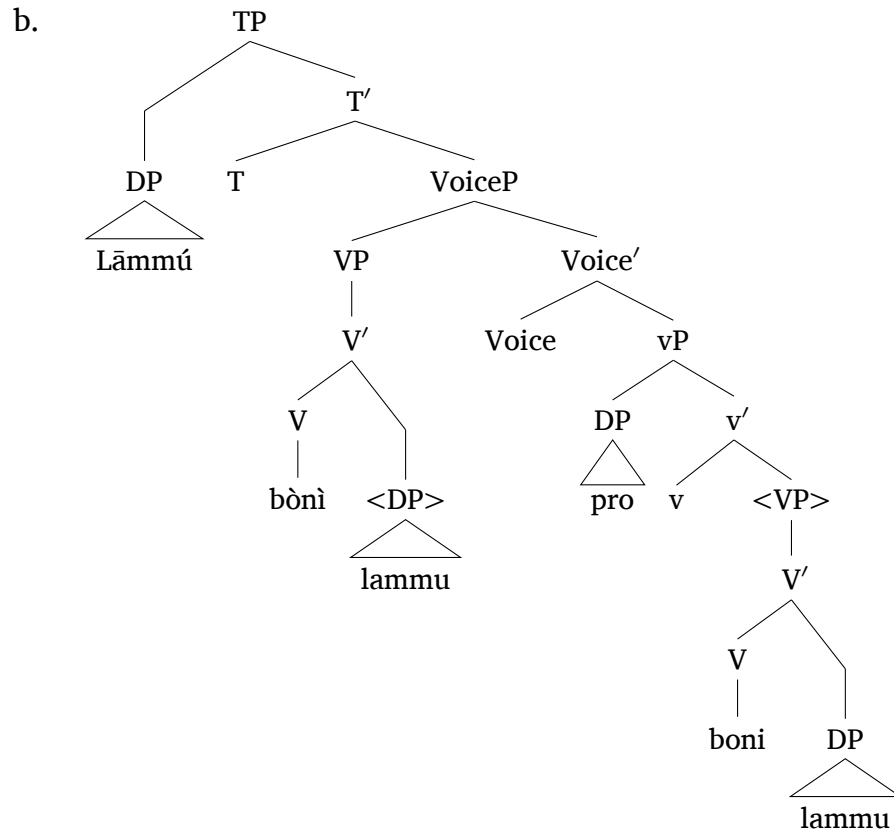 b.
TP
T′
DP T VoiceP
Lāmmú VP Voice′
V′ Voice vP
V DP v′
bònì <DP> pro v <VP>
lammu V′
V
boni DP
lammu